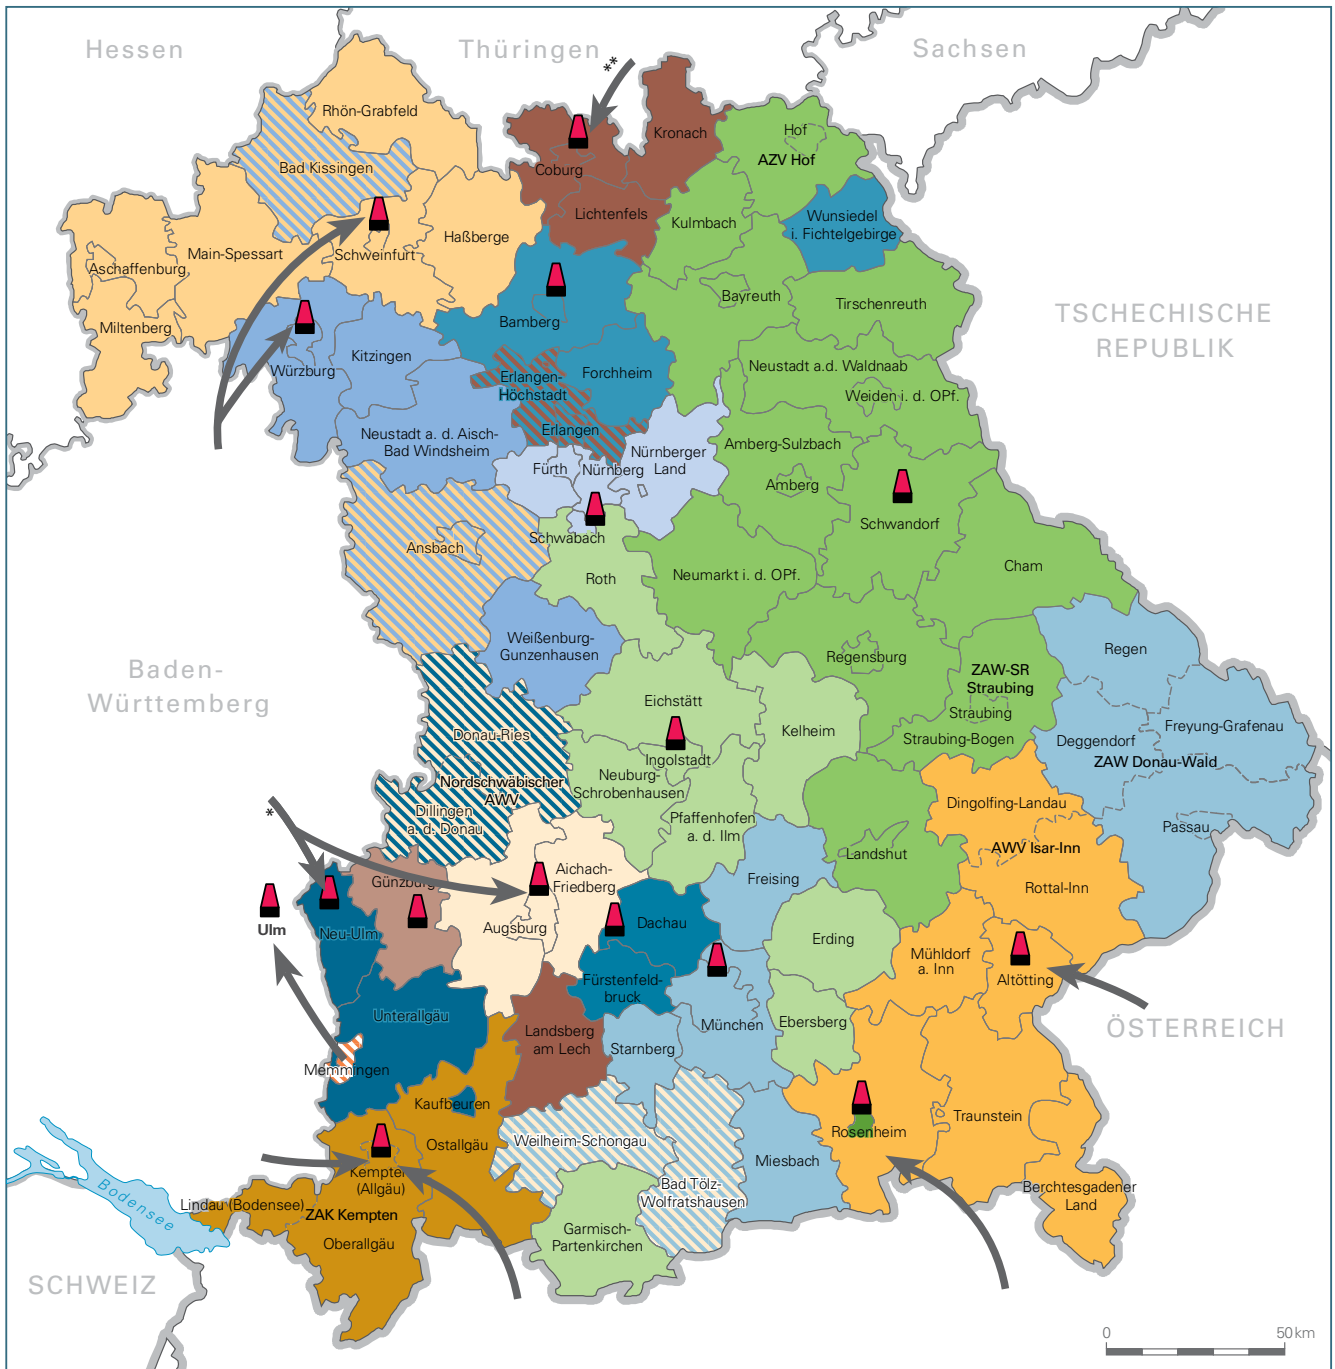 Hessen
Thüringen
Sachsen
**
Rhön-Grabfeld
Kronach
Hof
AZV Hof
Bad Kissingen
Coburg
Lichtenfels
Kulmbach
Wunsiedel
i. Fichtelgebirge
Haßberge
Main-Spessart
Schweinfurt
Aschaffenburg
Bayreuth
Tirschenreuth
TSCHECHISCHE
REPUBLIK
Miltenberg
Bamberg
Kitzingen
Würzburg
Erlangen-
Höchstadt
Forchheim
Neustadt a.d. Waldnaab
Weiden i. d. OPf.
Neustadt a. d. Aisch-
Bad Windsheim
Erlangen
Amberg-Sulzbach
Nürnberger
Land
Fürth
Nürnberg
Amberg
Schwandorf
Schwabach
Ansbach
Roth
Neumarkt i. d. OPf.
Cham
Weißenburg-
Gunzenhausen
Regensburg
Regen
Baden-
Württemberg
ZAW-SR
Straubing
Straubing
Eichstätt
Kelheim
Donau-Ries
Straubing-Bogen
Freyung-Grafenau
Deggendorf
ZAW Donau-Wald
Ingolstadt
Neuburg-
Schrobenhausen
Nordschwäbischer
AWV
Dillingen
a. d. Donau
Dingolfing-Landau
Pfaffenhofen
a. d. Ilm
Passau
*
AWV Isar-Inn
Landshut
Rottal-Inn
Günzburg
Aichach-
Friedberg
Freising
Augsburg
Dachau
Ulm
Neu-Ulm
Erding
Mühldorf
a. Inn
Altötting
Fürstenfeld-
bruck
Unterallgäu
Landsberg
am Lech
München
Ebersberg
ÖSTERREICH
Starnberg
Memmingen
Kaufbeuren
Traunstein
Rosenheim
Ostallgäu
Weilheim-Schongau
Miesbach
Kempten
(Allgäu)
Bad Tölz-
Wolfratshausen
Berchtesgadener
Land
Bodensee
Lindau (Bodensee)
ZAK Kempten
Oberallgäu
Garmisch-
Partenkirchen
SCHWEIZ
0
50 km